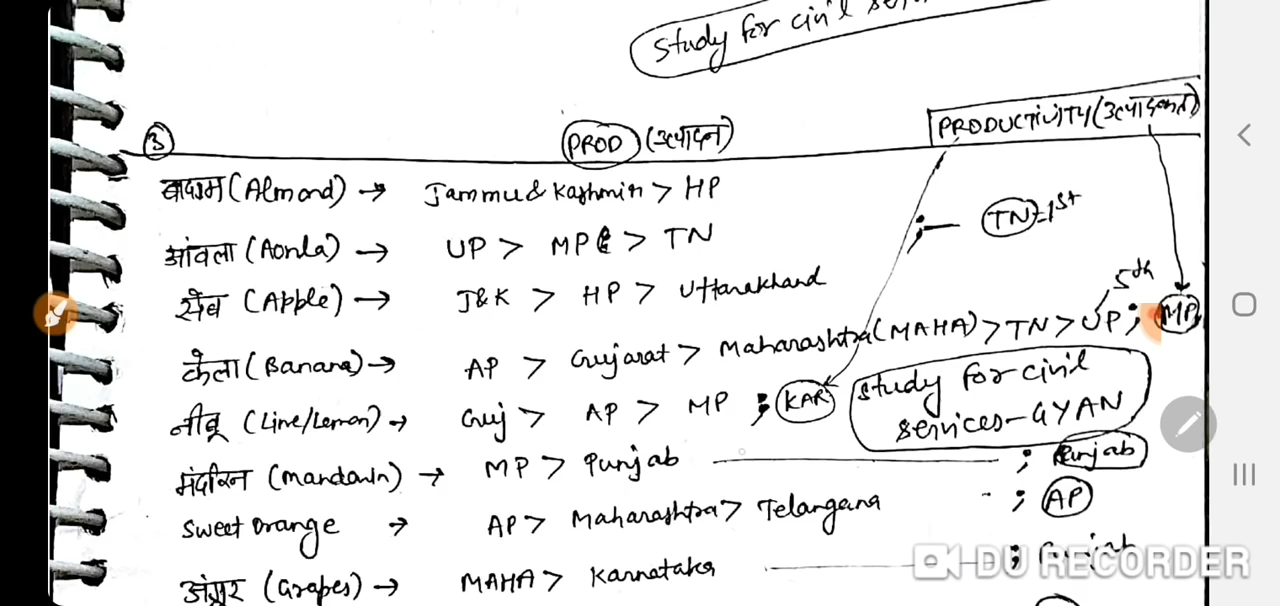 Study for civil
PRODUCTIVITY (उत्पादकता)
③ PROD (उत्पादन)
बादाम (Almond) → Jammu & Kashmir > HP
; — TN = 1st
आंवला (Aonla) → UP > MP > TN
सेब (Apple) → J&K > HP > Uttarakhand
5th
केला (Banana) → AP > Gujarat > Maharashtra (MAHA) > TN > UP ; MP
नींबू (Lime/Lemon) → Guj > AP > MP ; KAR
Study for civil
services - GYAN
(Mandarin) → MP > Punjab ; Punjab
Sweet Orange → AP > Maharashtra > Telangana ; AP
अंगूर (Grapes) → MAHA > Karnataka ; Punjab
DU RECORDER